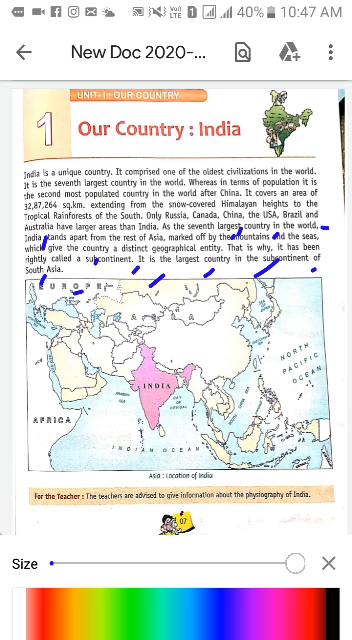 40% 10:47 AM
New Doc 2020-...
UNIT-I : OUR COUNTRY
1
Our Country : India
India is a unique country. It comprised one of the oldest civilizations in the world.
It is the seventh largest country in the world. Whereas in terms of population it is
the second most populated country in the world after China. It covers an area of
32,87,264 sq.km. extending from the snow-covered Himalayan heights to the
Tropical Rainforests of the South. Only Russia, Canada, China, the USA, Brazil and
Australia have larger areas than India. As the seventh largest country in the world,
India stands apart from the rest of Asia, marked off by the mountains and the seas,
which give the country a distinct geographical entity. That is why, it has been
rightly called a subcontinent. It is the largest country in the subcontinent of
South Asia.
EUROPE
A S I A
NORTH
PACIFIC
OCEAN
INDIA
ARABIAN
SEA
BAY
OF
BENGAL
AFRICA
INDIAN OCEAN
Asia : Location of India
For the Teacher : The teachers are advised to give information about the physiography of India.
07
Size